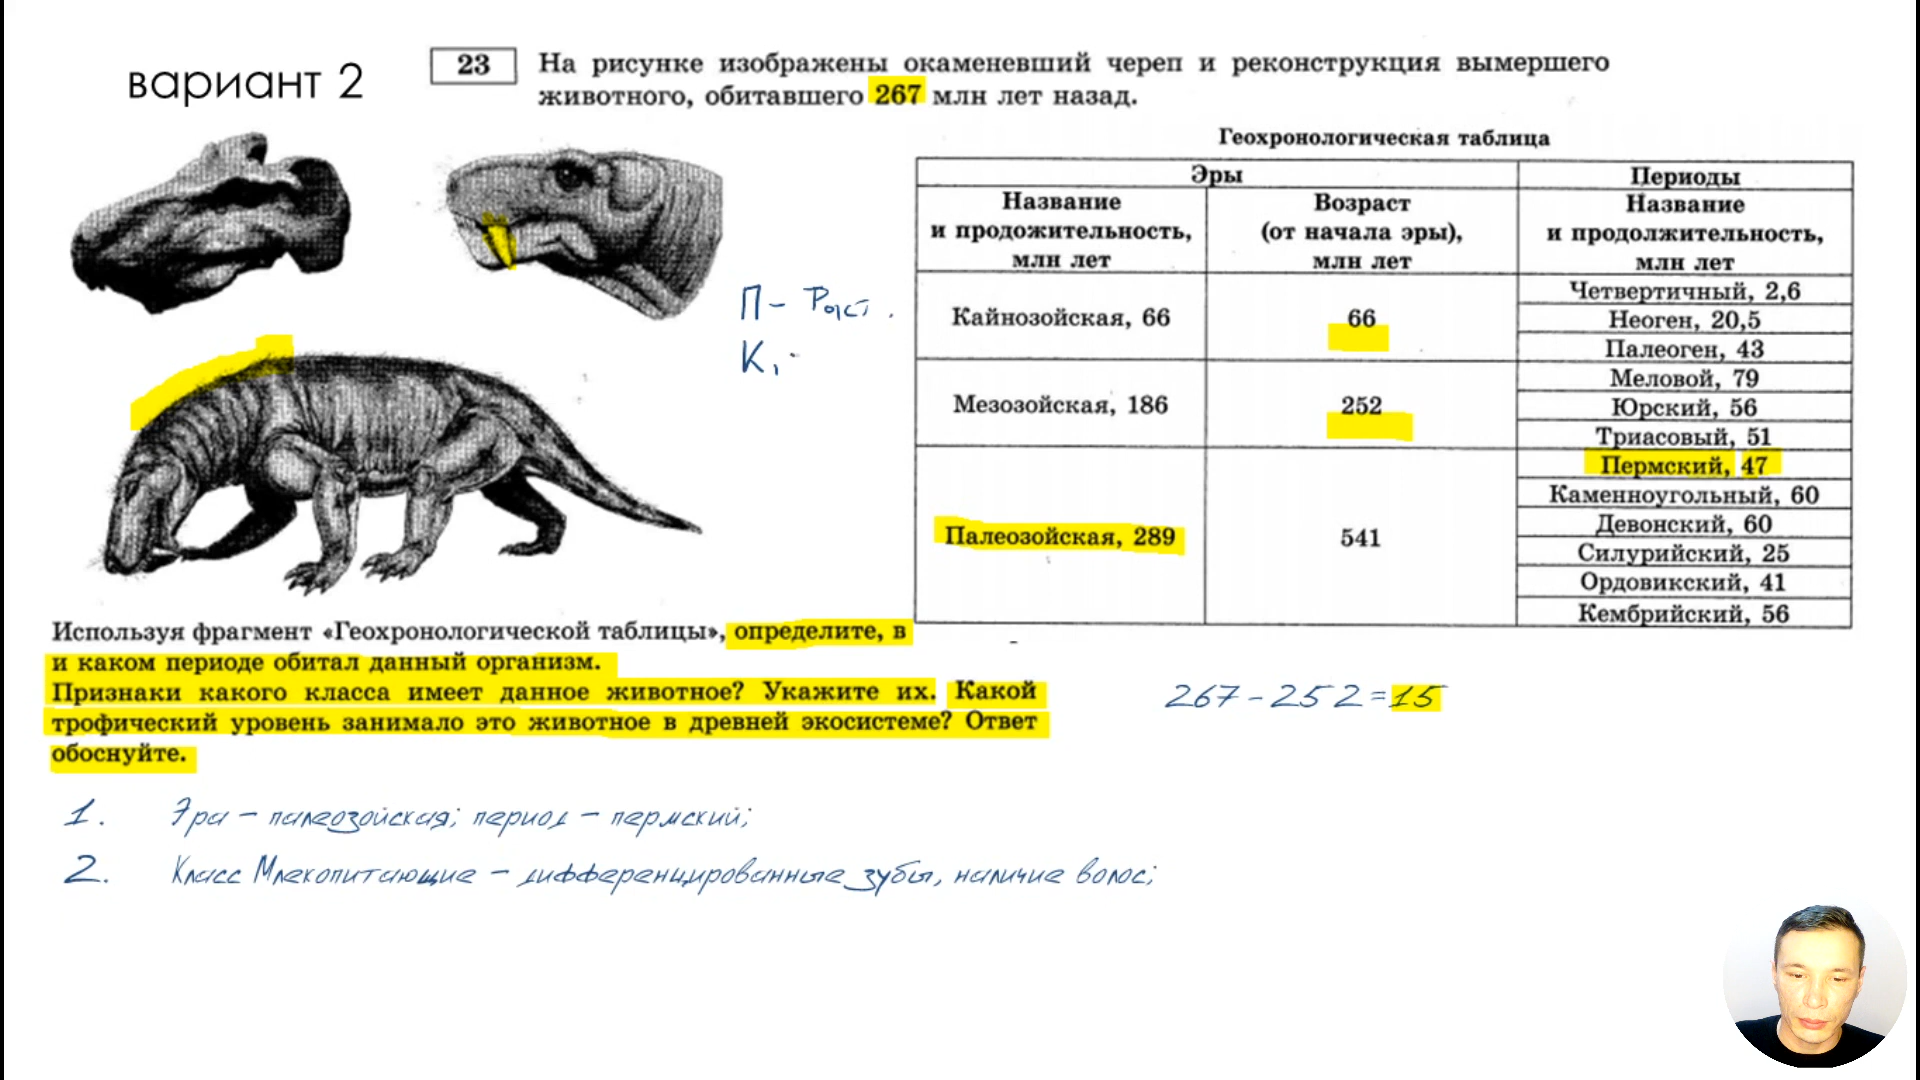 вариант 2
23
На рисунке изображены окаменевший череп и реконструкция вымершего
животного, обитавшего 267 млн лет назад.
Геохронологическая таблица
Эры
Периоды
Название
и продожительность,
млн лет
Возраст
(от начала эры),
млн лет
Название
и продолжительность,
млн лет
Кайнозойская, 66
66
Четвертичный, 2,6
Неоген, 20,5
Палеоген, 43
Мезозойская, 186
252
Меловой, 79
Юрский, 56
Триасовый, 51
Палеозойская, 289
541
Пермский, 47
Каменноугольный, 60
Девонский, 60
Силурийский, 25
Ордовикский, 41
Кембрийский, 56
П - Раст.
К₁
Используя фрагмент «Геохронологической таблицы», определите, в
и каком периоде обитал данный организм.
Признаки какого класса имеет данное животное? Укажите их. Какой
трофический уровень занимало это животное в древней экосистеме? Ответ
обоснуйте.
267-252=15
1. Эра - палеозойская; период - пермский;
2. Класс Млекопитающие - дифференцированные зубы, наличие волос;